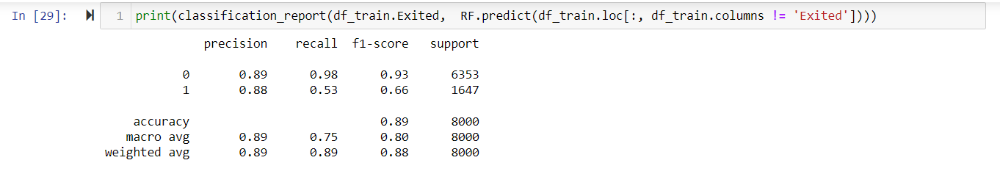 In [29]: 1 print(classification_report(df_train.Exited,  RF.predict(df_train.loc[:, df_train.columns != 'Exited'])))
precision recall f1-score support
0 0.89 0.98 0.93 6353
1 0.88 0.53 0.66 1647
accuracy 0.89 8000
macro avg 0.89 0.75 0.80 8000
weighted avg 0.89 0.89 0.88 8000